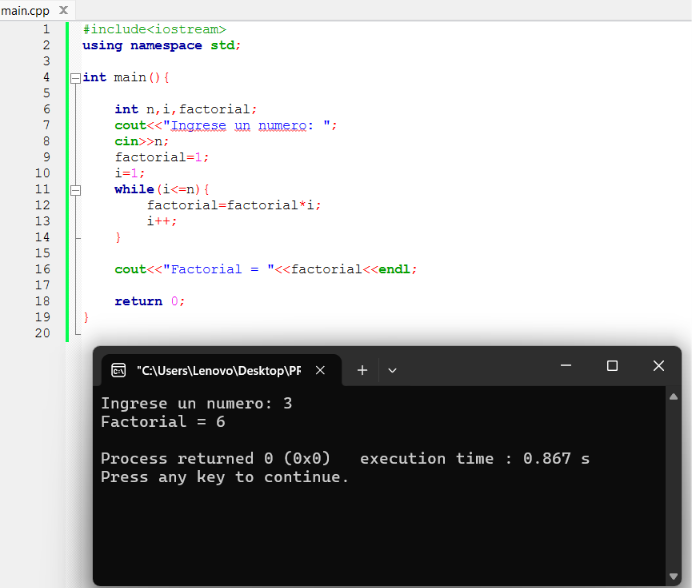 main.cpp X
1 #include<iostream>
2 using namespace std;
3
4 int main(){
5
6 int n,i,factorial;
7 cout<<"Ingrese un numero: ";
8 cin>>n;
9 factorial=1;
10 i=1;
11 while(i<=n){
12 factorial=factorial*i;
13 i++;
14 }
15
16 cout<<"Factorial = "<<factorial<<endl;
17
18 return 0;
19 }
20
"C:\Users\Lenovo\Desktop\PF
Ingrese un numero: 3
Factorial = 6
Process returned 0 (0x0) execution time : 0.867 s
Press any key to continue.